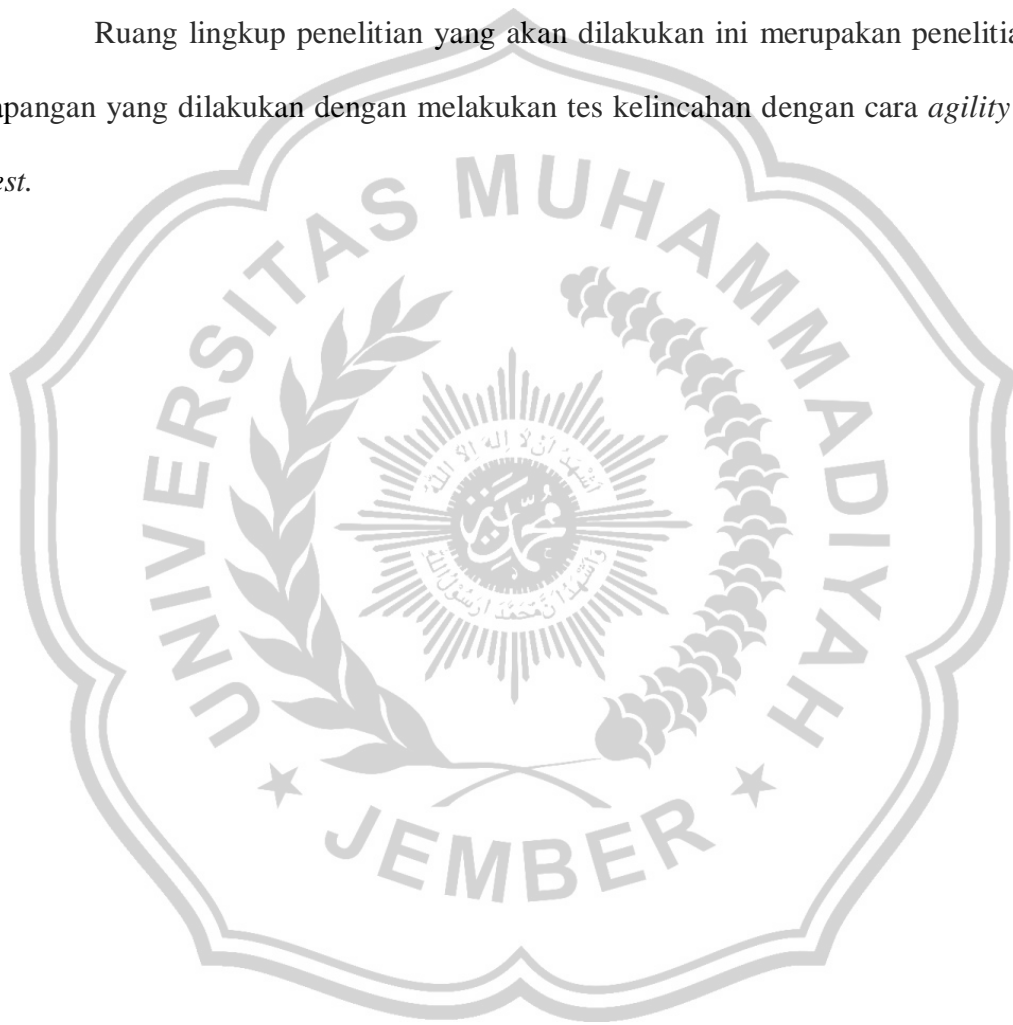 Ruang lingkup penelitian yang akan dilakukan ini merupakan penelitia
apangan yang dilakukan dengan melakukan tes kelincahan dengan cara agility
est.
UNIVERSITAS MUHAMMADIYAH
JEMBER